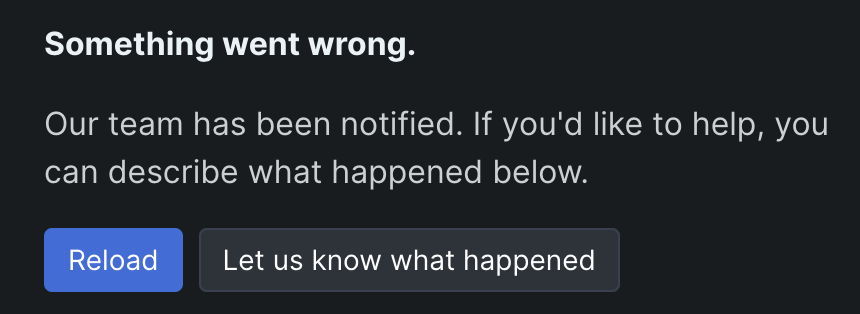 Something went wrong.
Our team has been notified. If you'd like to help, you
can describe what happened below.
Reload
Let us know what happened